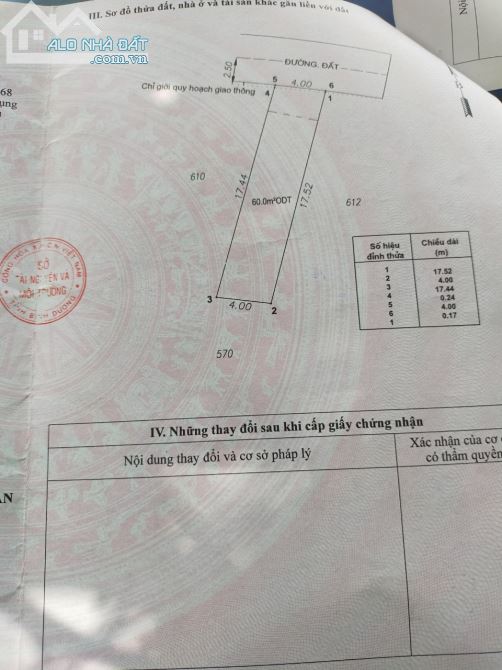 III. Sơ đồ thửa đất, nhà ở và tài sản khác gắn liền với đất
ALO NHÀ ĐẤT
.com.vn
68
ụng
ĐƯỜNG. ĐẤT
2.50
5
4.00
6
Chỉ giới quy hoạch giao thông
4
1
17.44
17.52
610
60.0m²ODT
612
3
4.00
2
570
CỘNG HÒA X.H.C.N VIỆT NAM
SỞ
TÀI NGUYÊN VÀ
MÔI TRƯỜNG
TỈNH BÌNH DƯƠNG
Số hiệu đỉnh thửa
Chiều dài (m)
1
17.52
2
4.00
3
17.44
4
0.24
5
4.00
6
0.17
1
IV. Những thay đổi sau khi cấp giấy chứng nhận
Nội dung thay đổi và cơ sở pháp lý
Xác nhận của cơ
có thẩm quyền